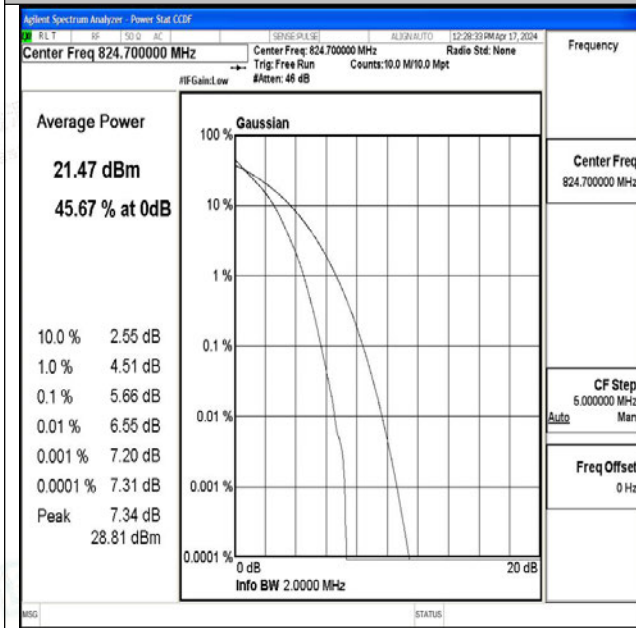 Agilent Spectrum Analyzer - Power Stat CCDF
RLT RF 50 Ω AC SENSE:PULSE ALIGNAUTO 12:28:33 PM Apr 17, 2024
Center Freq 824.700000 MHz
Center Freq: 824.700000 MHz Radio Std: None
Trig: Free Run Counts:10.0 M/10.0 Mpt
#IFGain:Low #Atten: 46 dB
Frequency
Average Power
21.47 dBm
45.67 % at 0dB
10.0 % 2.55 dB
1.0 % 4.51 dB
0.1 % 5.66 dB
0.01 % 6.55 dB
0.001 % 7.20 dB
0.0001 % 7.31 dB
Peak 7.34 dB
28.81 dBm
Gaussian
100 %
10 %
1 %
0.1 %
0.01 %
0.001 %
0.0001 %
0 dB 20 dB
Info BW 2.0000 MHz
Center Freq
824.700000 MHz
CF Step
5.000000 MHz
Auto Man
Freq Offset
0 Hz
MSG STATUS